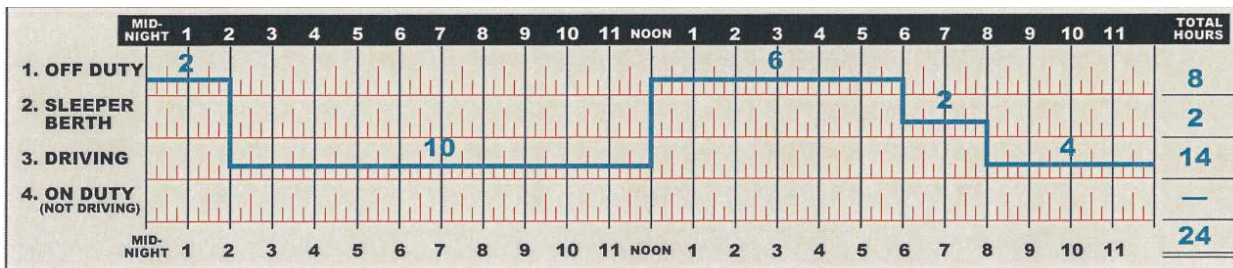 MID-NIGHT 1 2 3 4 5 6 7 8 9 10 11 NOON 1 2 3 4 5 6 7 8 9 10 11 TOTAL HOURS
1. OFF DUTY 2 6 8
2. SLEEPER BERTH 2 2
3. DRIVING 10 4 14
4. ON DUTY (NOT DRIVING) —
MID-NIGHT 1 2 3 4 5 6 7 8 9 10 11 NOON 1 2 3 4 5 6 7 8 9 10 11 24